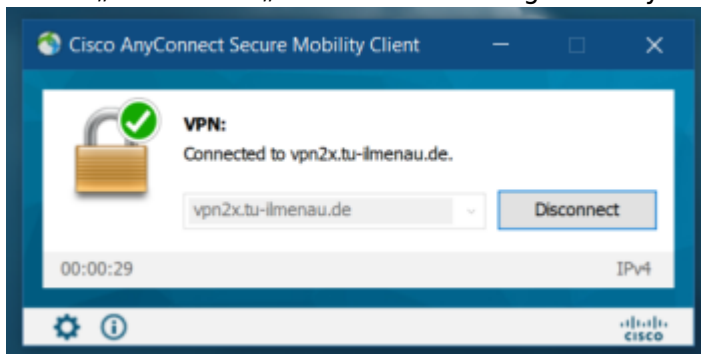 Cisco AnyConnect Secure Mobility Client
VPN:
Connected to vpn2x.tu-ilmenau.de.
vpn2x.tu-ilmenau.de
Disconnect
00:00:29
IPv4
cisco